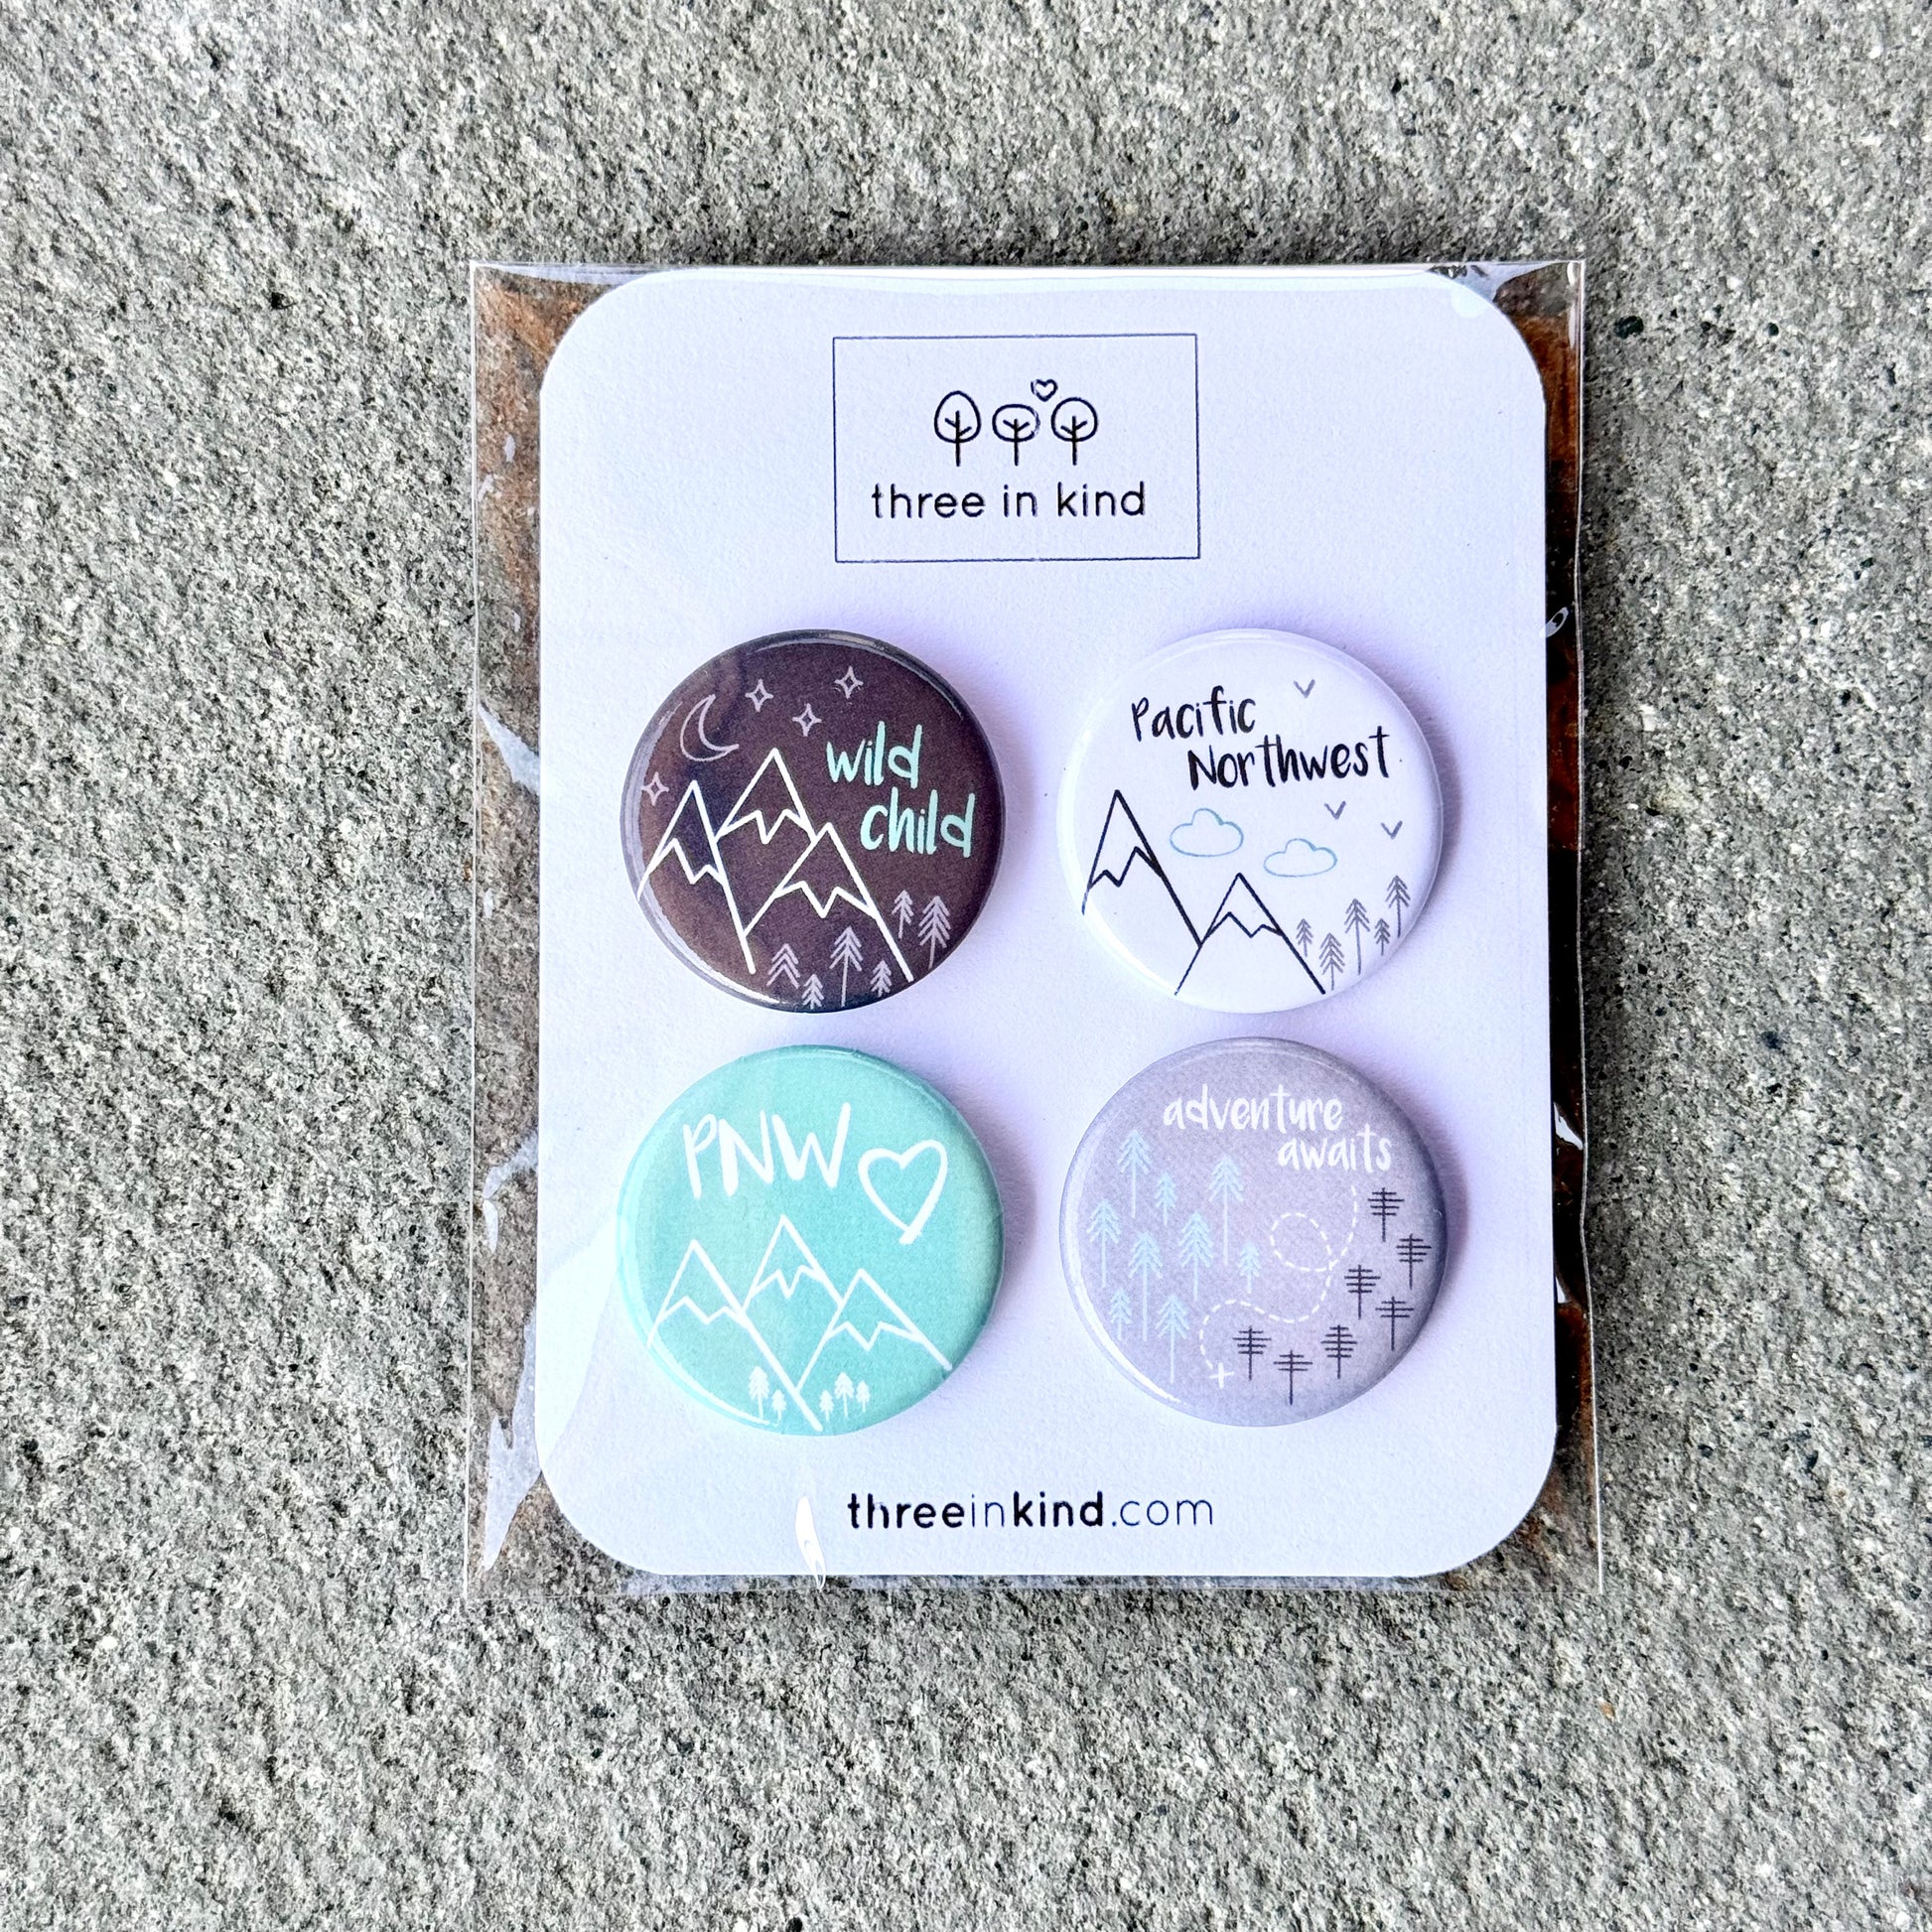 three in kind
wild
child
Pacific
Northwest
PNW
adventure
awaits
threeinkind.com